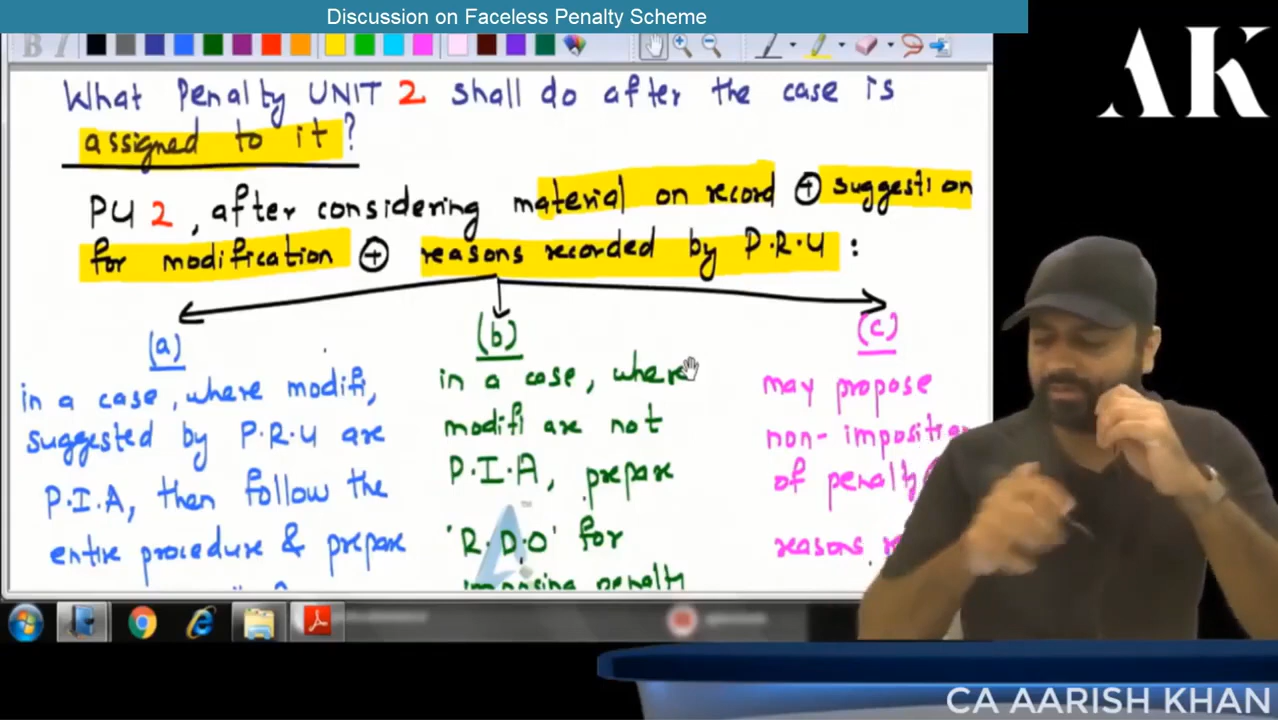 Discussion on Faceless Penalty Scheme
AK
B I
What Penalty UNIT 2 shall do after the case is
assigned to it?
PU 2, after considering material on record + suggestion
for modification + reasons recorded by P.R.U :
(a)
in a case, where modifi,
suggested by P.R.U are
P.I.A, then follow the
entire procedure & prepare
(b)
in a case, where
modifi are not
P.I.A, prepare
'R.D.O' for
imposing penalty
(c)
may propose
non-imposition
of penalty
reasons
CA AARISH KHAN